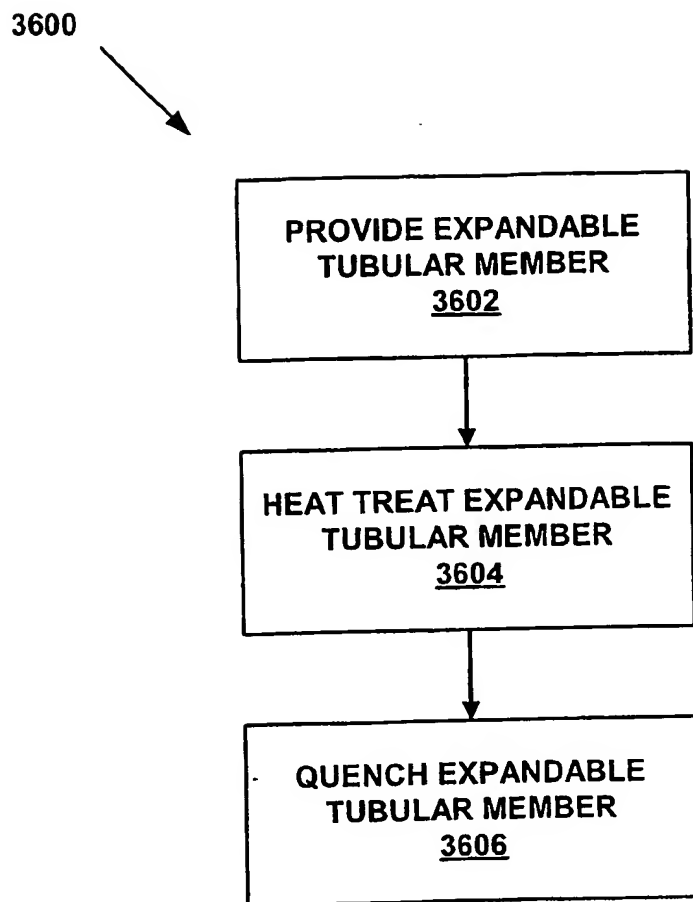 3600
PROVIDE EXPANDABLE
TUBULAR MEMBER
3602
HEAT TREAT EXPANDABLE
TUBULAR MEMBER
3604
QUENCH EXPANDABLE
TUBULAR MEMBER
3606